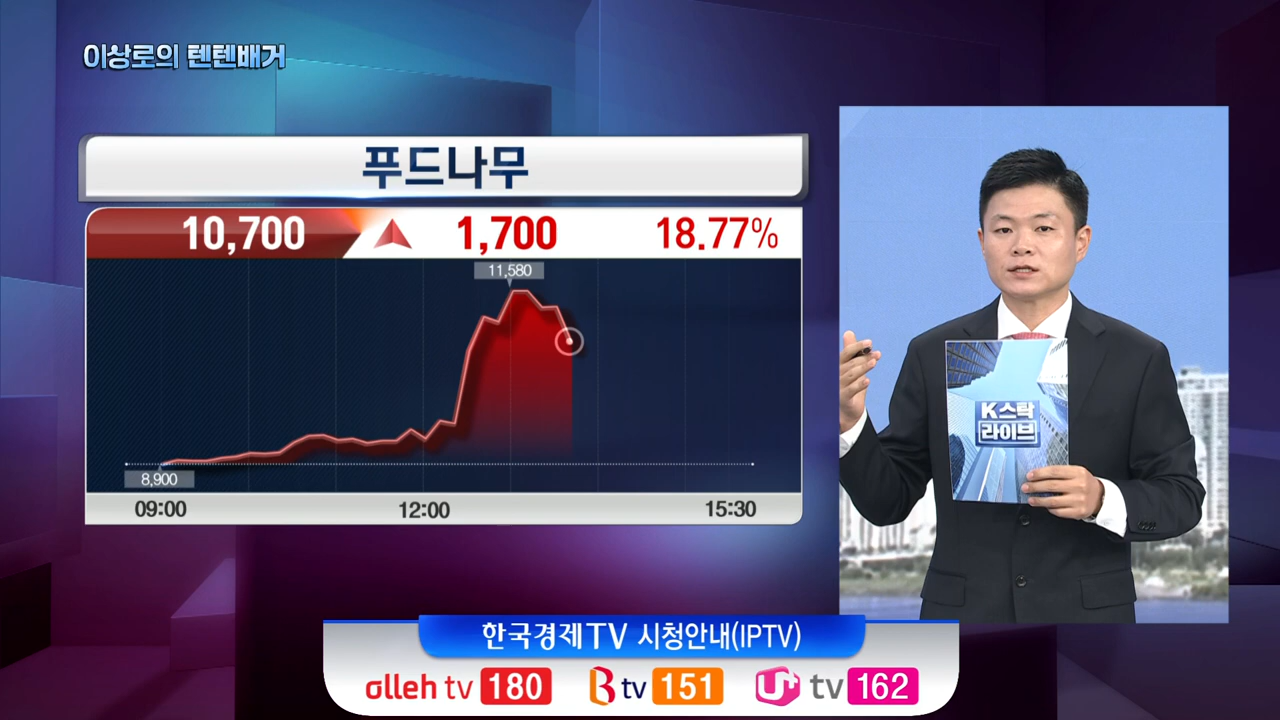 이상로의 텐텐배거
푸드나무
10,700 1,700 18.77%
11,580
8,900
09:00 12:00 15:30
K스탁
라이브
한국경제TV 시청안내(IPTV)
olleh tv 180 B tv 151 U+ tv 162